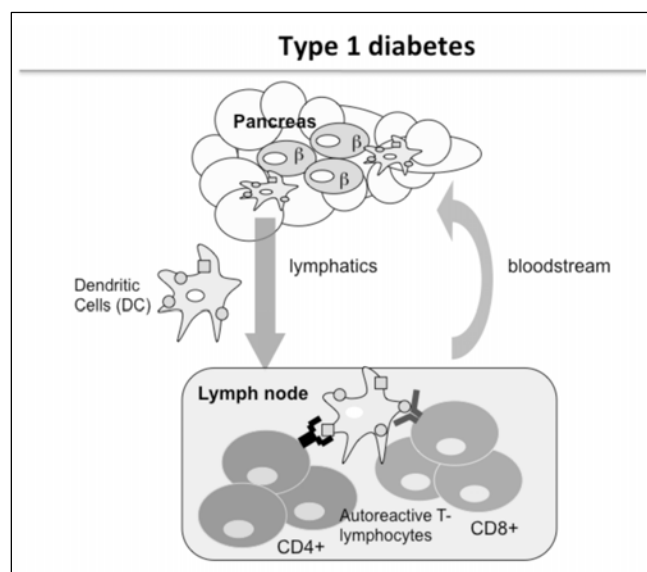 Type 1 diabetes
Pancreas
β
β
β
lymphatics
bloodstream
Dendritic
Cells (DC)
Lymph node
Autoreactive T-
lymphocytes
CD4+
CD8+